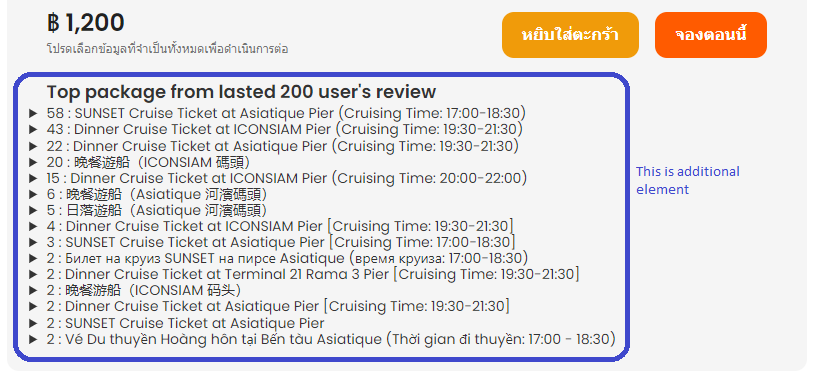 ฿ 1,200
โปรดเลือกข้อมูลที่จำเป็นทั้งหมดเพื่อดำเนินการต่อ
หยิบใส่ตะกร้า
จองตอนนี้
Top package from lasted 200 user's review
58 : SUNSET Cruise Ticket at Asiatique Pier (Cruising Time: 17:00-18:30)
43 : Dinner Cruise Ticket at ICONSIAM Pier (Cruising Time: 19:30-21:30)
22 : Dinner Cruise Ticket at Asiatique Pier (Cruising Time: 19:30-21:30)
20 : 晚餐遊船（ICONSIAM 碼頭）
15 : Dinner Cruise Ticket at ICONSIAM Pier (Cruising Time: 20:00-22:00)
6 : 晚餐遊船（Asiatique 河濱碼頭）
5 : 日落遊船（Asiatique 河濱碼頭）
4 : Dinner Cruise Ticket at ICONSIAM Pier [Cruising Time: 19:30-21:30]
3 : SUNSET Cruise Ticket at Asiatique Pier [Cruising Time: 17:00-18:30]
2 : Билет на круиз SUNSET на пирсе Asiatique (время круиза: 17:00-18:30)
2 : Dinner Cruise Ticket at Terminal 21 Rama 3 Pier [Cruising Time: 19:30-21:30]
2 : 晚餐游船（ICONSIAM 码头）
2 : Dinner Cruise Ticket at Asiatique Pier [Cruising Time: 19:30-21:30]
2 : SUNSET Cruise Ticket at Asiatique Pier
2 : Vé Du thuyền Hoàng hôn tại Bến tàu Asiatique (Thời gian đi thuyền: 17:00 - 18:30)
This is additional
element